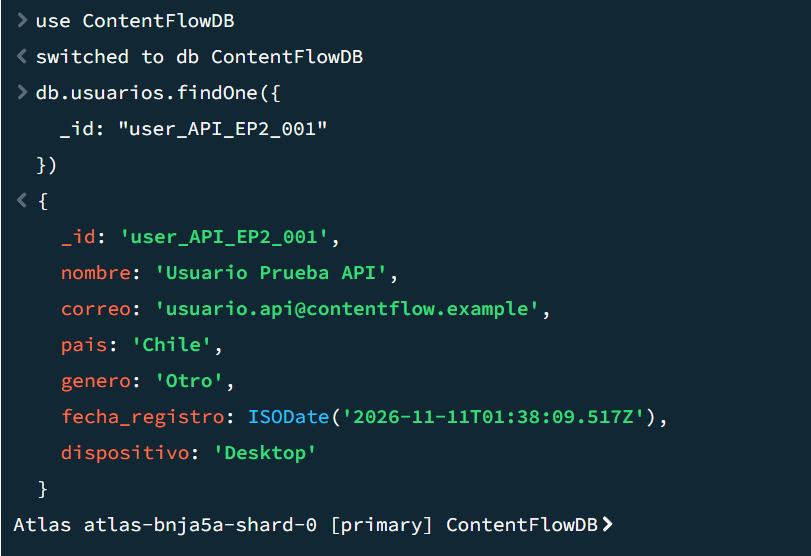 > use ContentFlowDB
< switched to db ContentFlowDB
> db.usuarios.findOne({
_id: "user_API_EP2_001"
})
< {
_id: 'user_API_EP2_001',
nombre: 'Usuario Prueba API',
correo: 'usuario.api@contentflow.example',
pais: 'Chile',
genero: 'Otro',
fecha_registro: ISODate('2026-11-11T01:38:09.517Z'),
dispositivo: 'Desktop'
}
Atlas atlas-bnja5a-shard-0 [primary] ContentFlowDB>